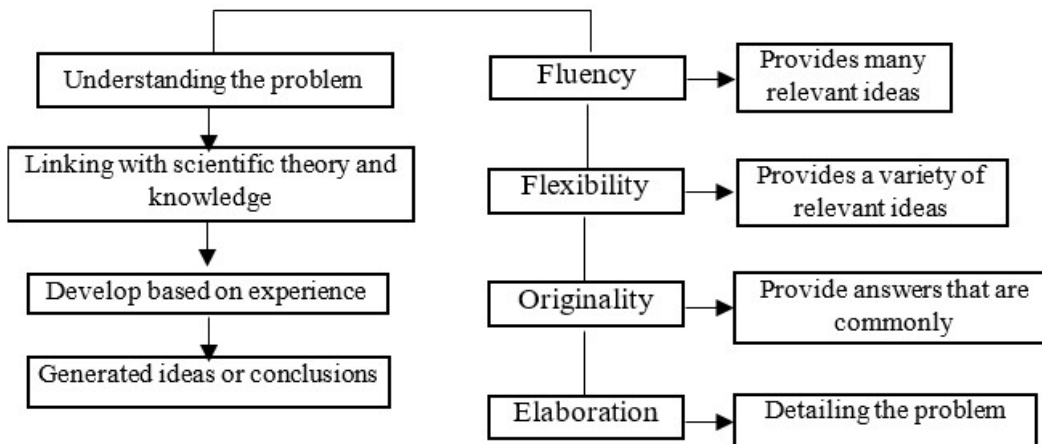 Understanding the problem
Linking with scientific theory and
knowledge
Develop based on experience
Generated ideas or conclusions
Fluency
Provides many
relevant ideas
Flexibility
Provides a variety of
relevant ideas
Originality
Provide answers that are
commonly
Elaboration
Detailing the problem